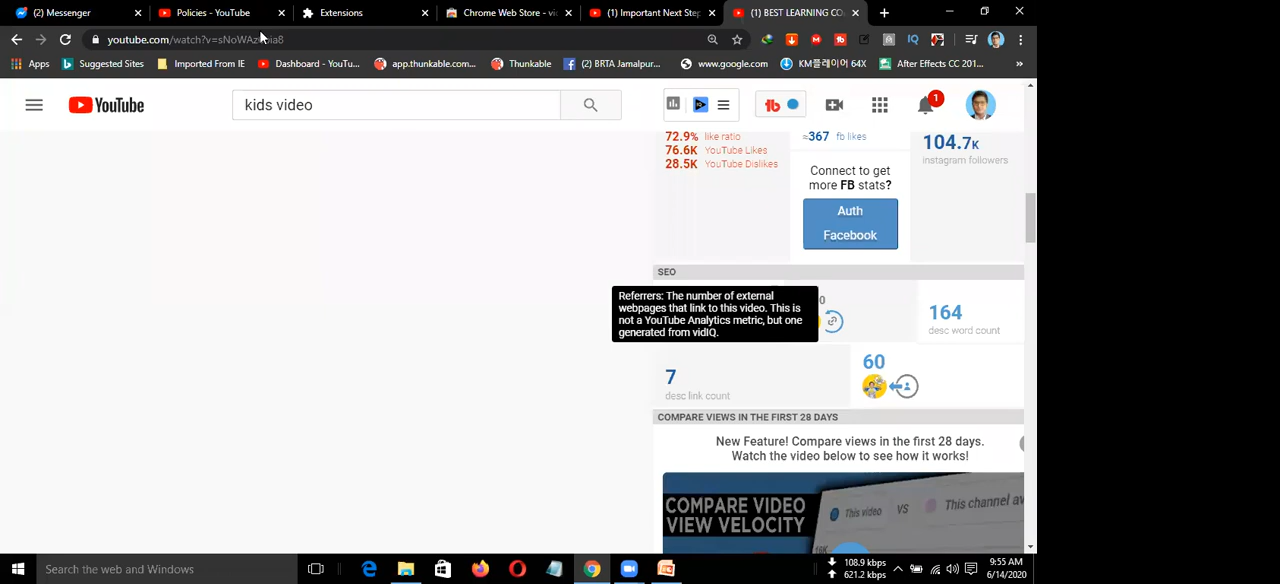 (2) Messenger
Policies - YouTube
Extensions
Chrome Web Store - vi
(1) Important Next Step
(1) BEST LEARNING CO
youtube.com/watch?v=
Apps
Suggested Sites
Imported From IE
Dashboard - YouTu...
app.thunkable.com...
Thunkable
(2) BRTA Jamalpur...
www.google.com
KM플레이어 64X
After Effects CC 201...
»
YouTube
kids video
tb
1
72.9% like ratio
76.6K YouTube Likes
28.5K YouTube Dislikes
≈367 fb likes
Connect to get
more FB stats?
Auth
Facebook
104.7K
instagram followers
SEO
Referrers: The number of external
webpages that link to this video. This is
not a YouTube Analytics metric, but one
generated from vidIQ.
0
164
desc word count
7
desc link count
60
COMPARE VIEWS IN THE FIRST 28 DAYS
New Feature! Compare views in the first 28 days.
Watch the video below to see how it works!
COMPARE VIDEO
VIEW VELOCITY
This video
VS
This channel av
16K
Search the web and Windows
108.9 kbps
621.2 kbps
9:55 AM
6/14/2020